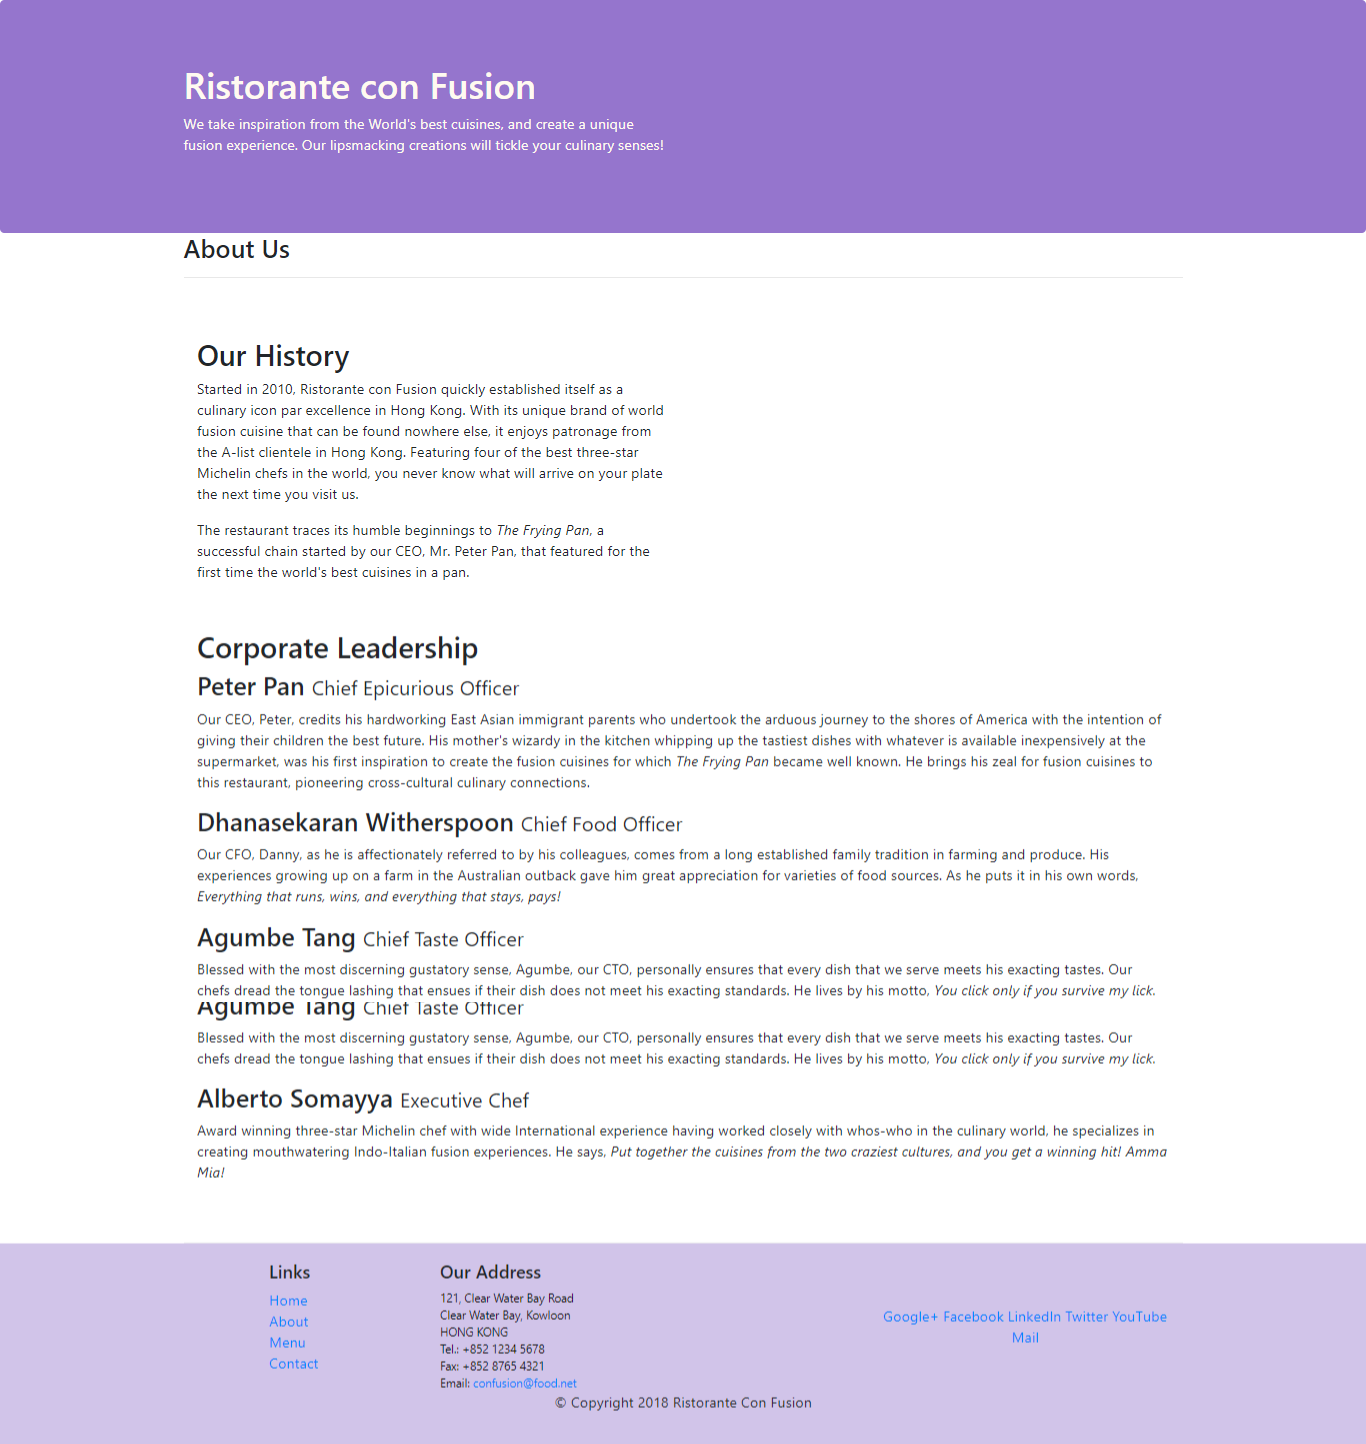 Ristorante con Fusion
We take inspiration from the World's best cuisines, and create a unique
fusion experience. Our lipsmacking creations will tickle your culinary senses!
About Us
Our History
Started in 2010, Ristorante con Fusion quickly established itself as a
culinary icon par excellence in Hong Kong. With its unique brand of world
fusion cuisine that can be found nowhere else, it enjoys patronage from
the A-list clientele in Hong Kong. Featuring four of the best three-star
Michelin chefs in the world, you never know what will arrive on your plate
the next time you visit us.
The restaurant traces its humble beginnings to The Frying Pan, a
successful chain started by our CEO, Mr. Peter Pan, that featured for the
first time the world's best cuisines in a pan.
Corporate Leadership
Peter Pan Chief Epicurious Officer
Our CEO, Peter, credits his hardworking East Asian immigrant parents who undertook the arduous journey to the shores of America with the intention of
giving their children the best future. His mother's wizardy in the kitchen whipping up the tastiest dishes with whatever is available inexpensively at the
supermarket, was his first inspiration to create the fusion cuisines for which The Frying Pan became well known. He brings his zeal for fusion cuisines to
this restaurant, pioneering cross-cultural culinary connections.
Dhanasekaran Witherspoon Chief Food Officer
Our CFO, Danny, as he is affectionately referred to by his colleagues, comes from a long established family tradition in farming and produce. His
experiences growing up on a farm in the Australian outback gave him great appreciation for varieties of food sources. As he puts it in his own words,
Everything that runs, wins, and everything that stays, pays!
Agumbe Tang Chief Taste Officer
Blessed with the most discerning gustatory sense, Agumbe, our CTO, personally ensures that every dish that we serve meets his exacting tastes. Our
chefs dread the tongue lashing that ensues if their dish does not meet his exacting standards. He lives by his motto, You click only if you survive my lick.
Agumbe Tang Chief Taste Officer
Blessed with the most discerning gustatory sense, Agumbe, our CTO, personally ensures that every dish that we serve meets his exacting tastes. Our
chefs dread the tongue lashing that ensues if their dish does not meet his exacting standards. He lives by his motto, You click only if you survive my lick.
Alberto Somayya Executive Chef
Award winning three-star Michelin chef with wide International experience having worked closely with whos-who in the culinary world, he specializes in
creating mouthwatering Indo-Italian fusion experiences. He says, Put together the cuisines from the two craziest cultures, and you get a winning hit! Amma
Mia!
Links
Home
About
Menu
Contact
Our Address
121, Clear Water Bay Road
Clear Water Bay, Kowloon
HONG KONG
Tel.: +852 1234 5678
Fax: +852 8765 4321
Email: confusion@food.net
Google+ Facebook LinkedIn Twitter YouTube
Mail
© Copyright 2018 Ristorante Con Fusion